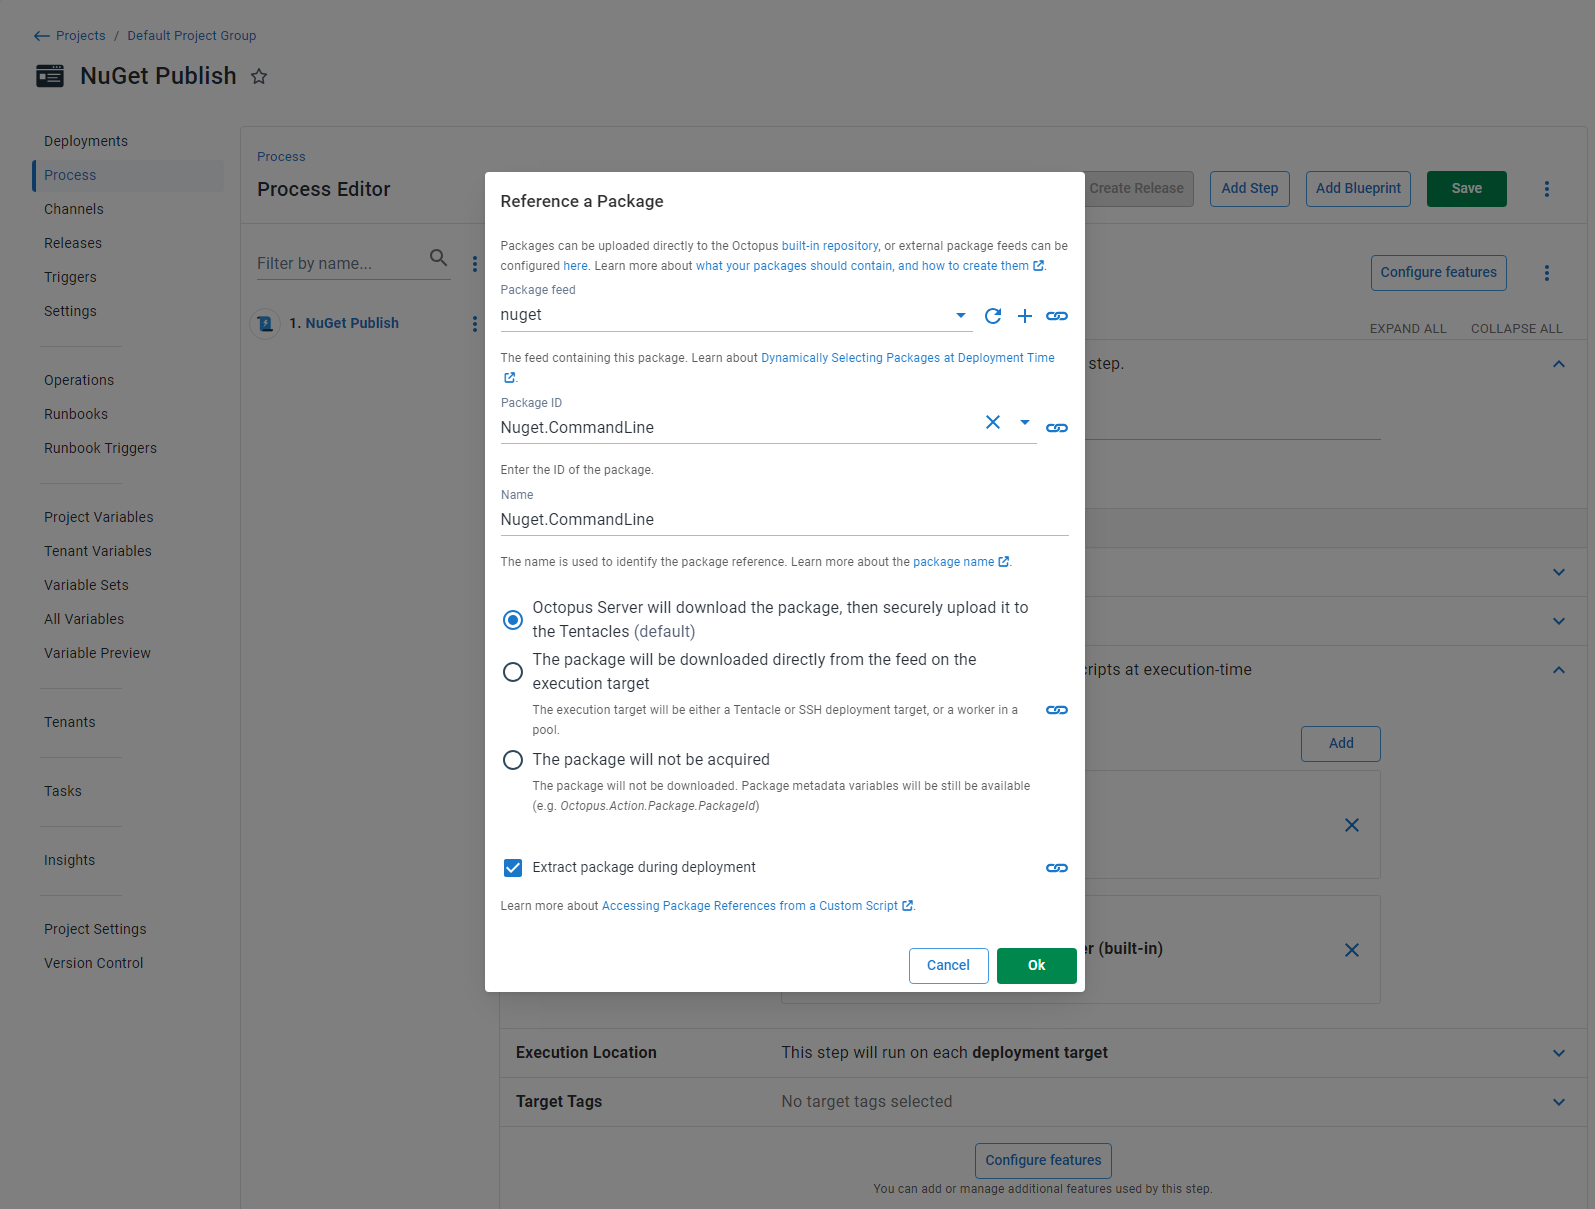 Projects / Default Project Group
NuGet Publish
Deployments
Process
Channels
Releases
Triggers
Settings
Operations
Runbooks
Runbook Triggers
Project Variables
Tenant Variables
Variable Sets
All Variables
Variable Preview
Tenants
Tasks
Insights
Project Settings
Version Control
Process
Process Editor
Create Release
Add Step
Add Blueprint
Save
Filter by name...
1. NuGet Publish
Configure features
EXPAND ALL COLLAPSE ALL
step.
Reference a Package
Packages can be uploaded directly to the Octopus built-in repository, or external package feeds can be
configured here. Learn more about what your packages should contain, and how to create them.
Package feed
nuget
The feed containing this package. Learn about Dynamically Selecting Packages at Deployment Time
.
Package ID
Nuget.CommandLine
Enter the ID of the package.
Name
Nuget.CommandLine
The name is used to identify the package reference. Learn more about the package name.
Octopus Server will download the package, then securely upload it to
the Tentacles (default)
The package will be downloaded directly from the feed on the
execution target
The execution target will be either a Tentacle or SSH deployment target, or a worker in a
pool.
The package will not be acquired
The package will not be downloaded. Package metadata variables will be still be available
(e.g. Octopus.Action.Package.PackageId)
Extract package during deployment
Learn more about Accessing Package References from a Custom Script.
Cancel
Ok
cripts at execution-time
Add
er (built-in)
Execution Location This step will run on each deployment target
Target Tags No target tags selected
Configure features
You can add or manage additional features used by this step.